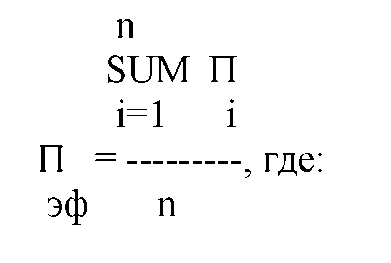 n
SUM П
i=1 i
П = ---------, где:
эф n